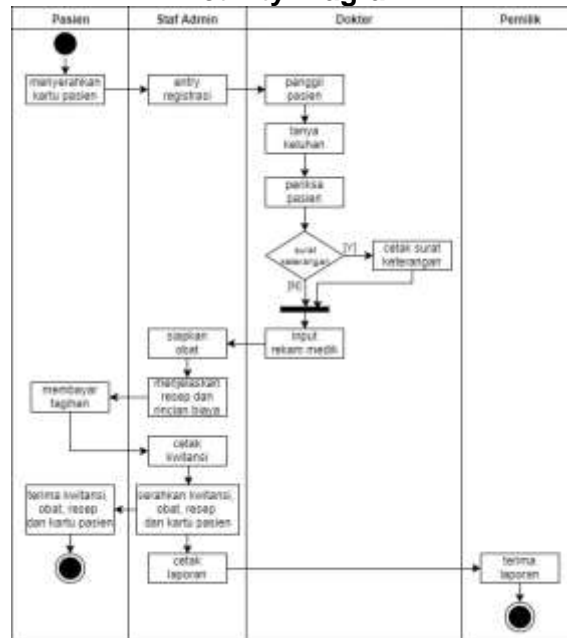 Pasien
Staf Admin
Dokter
Pemilik
menyerahkan
kartu pasien
entry
registrasi
panggil
pasien
tanya
keluhan
periksa
pasien
surat
keterangan
[Y]
cetak surat
keterangan
[N]
input
rekam medik
siapkan
obat
menjelaskan
resep dan
rincian biaya
membayar
tagihan
cetak
kwitansi
serahkan kwitansi,
obat, resep
dan kartu pasien
terima kwitansi,
obat, resep
dan kartu pasien
cetak
laporan
terima
laporan